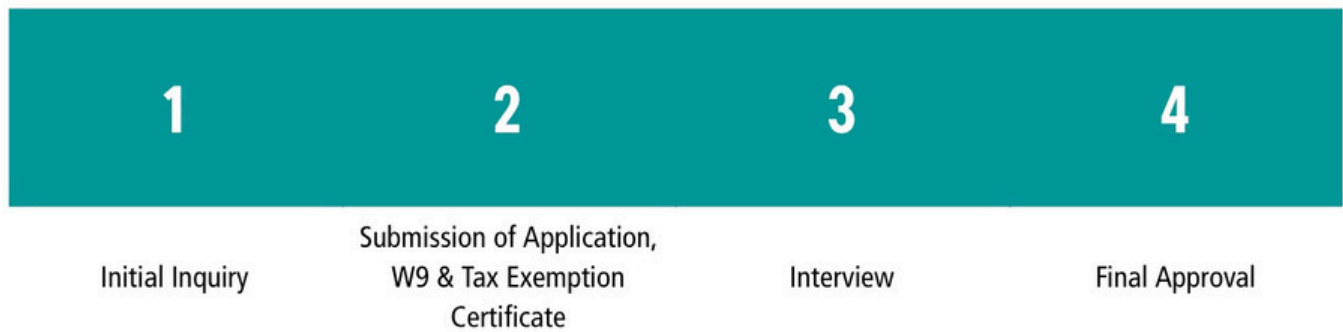 1
2
3
4
Initial Inquiry
Submission of Application,
W9 & Tax Exemption
Certificate
Interview
Final Approval